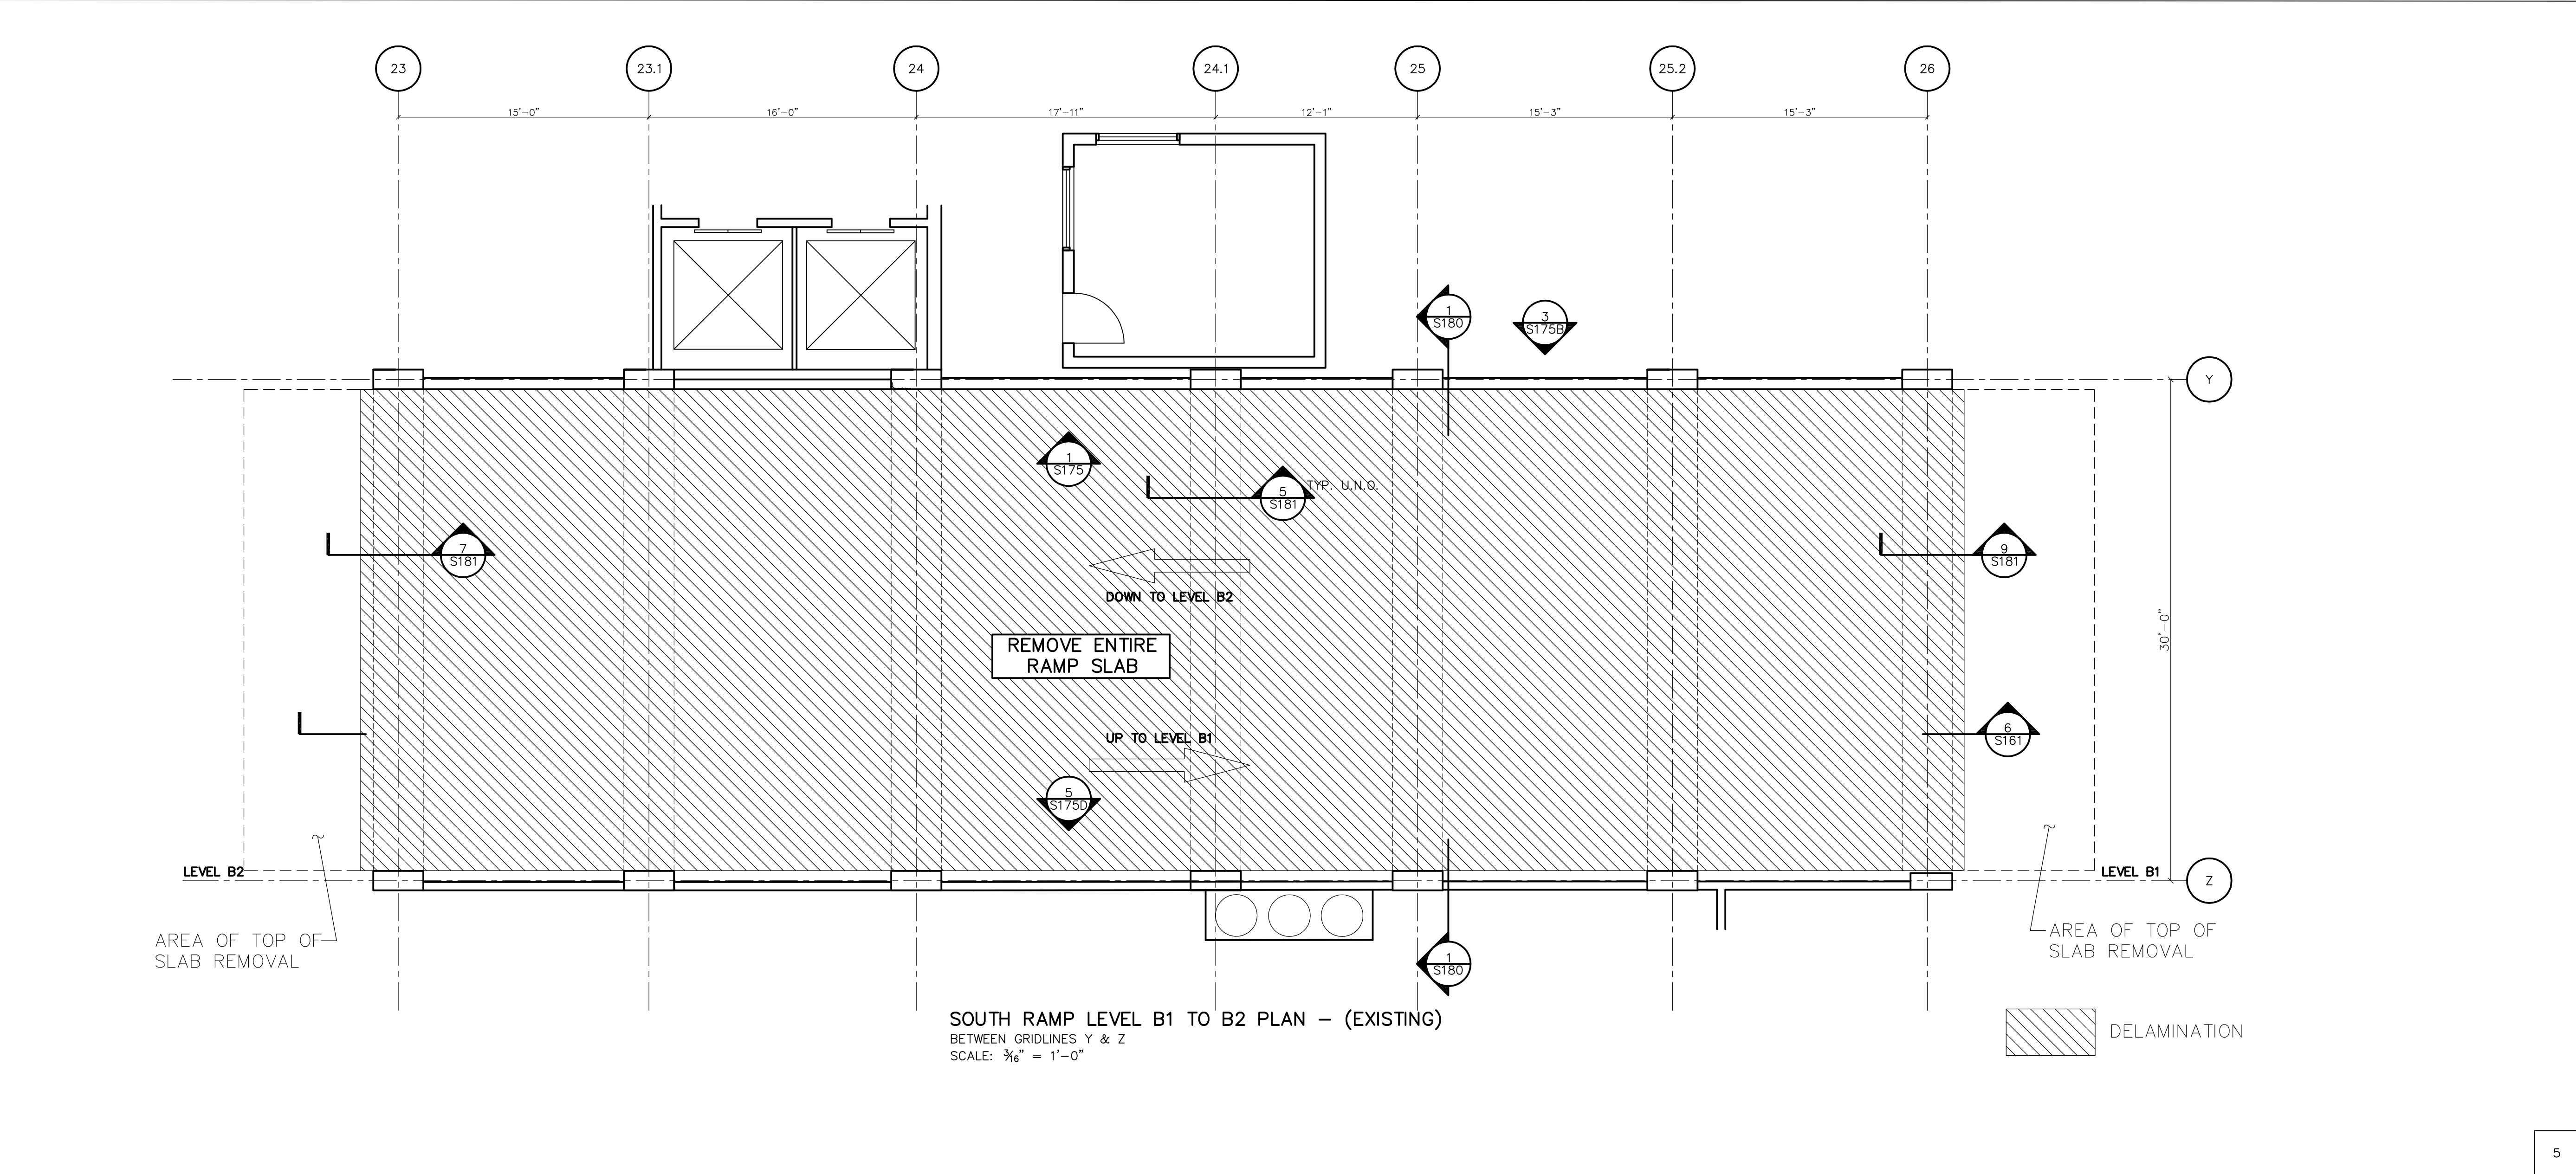 23
23.1
24
24.1
25
25.2
26
15'-0"
16'-0"
17'-11"
12'-1"
15'-3"
15'-3"
1
S180
3
S175B
Y
1
S175
5
S181
TYP. U.N.O.
7
S181
9
S181
DOWN TO LEVEL B2
30'-0"
REMOVE ENTIRE
RAMP SLAB
UP TO LEVEL B1
6
S161
5
S175D
LEVEL B2
LEVEL B1
Z
AREA OF TOP OF
SLAB REMOVAL
AREA OF TOP OF
SLAB REMOVAL
1
S180
SOUTH RAMP LEVEL B1 TO B2 PLAN – (EXISTING)
BETWEEN GRIDLINES Y & Z
SCALE: 3/16" = 1'-0"
DELAMINATION
5